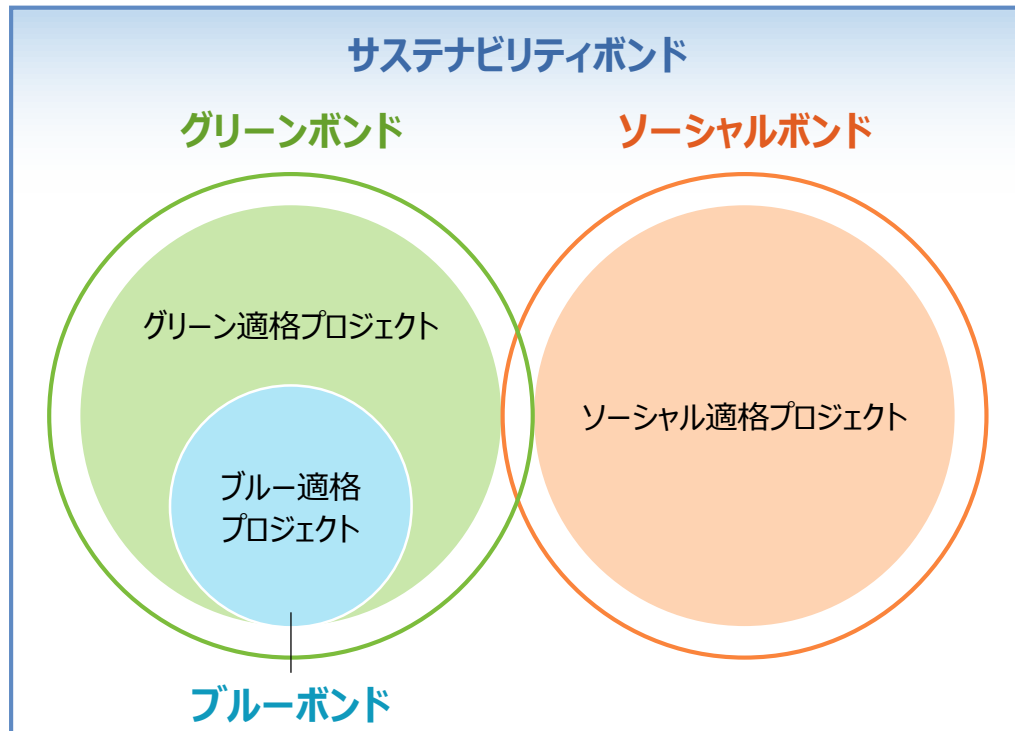 サステナビリティボンド
グリーンボンド
ソーシャルボンド
グリーン適格プロジェクト
ソーシャル適格プロジェクト
ブルー適格
プロジェクト
ブルーボンド